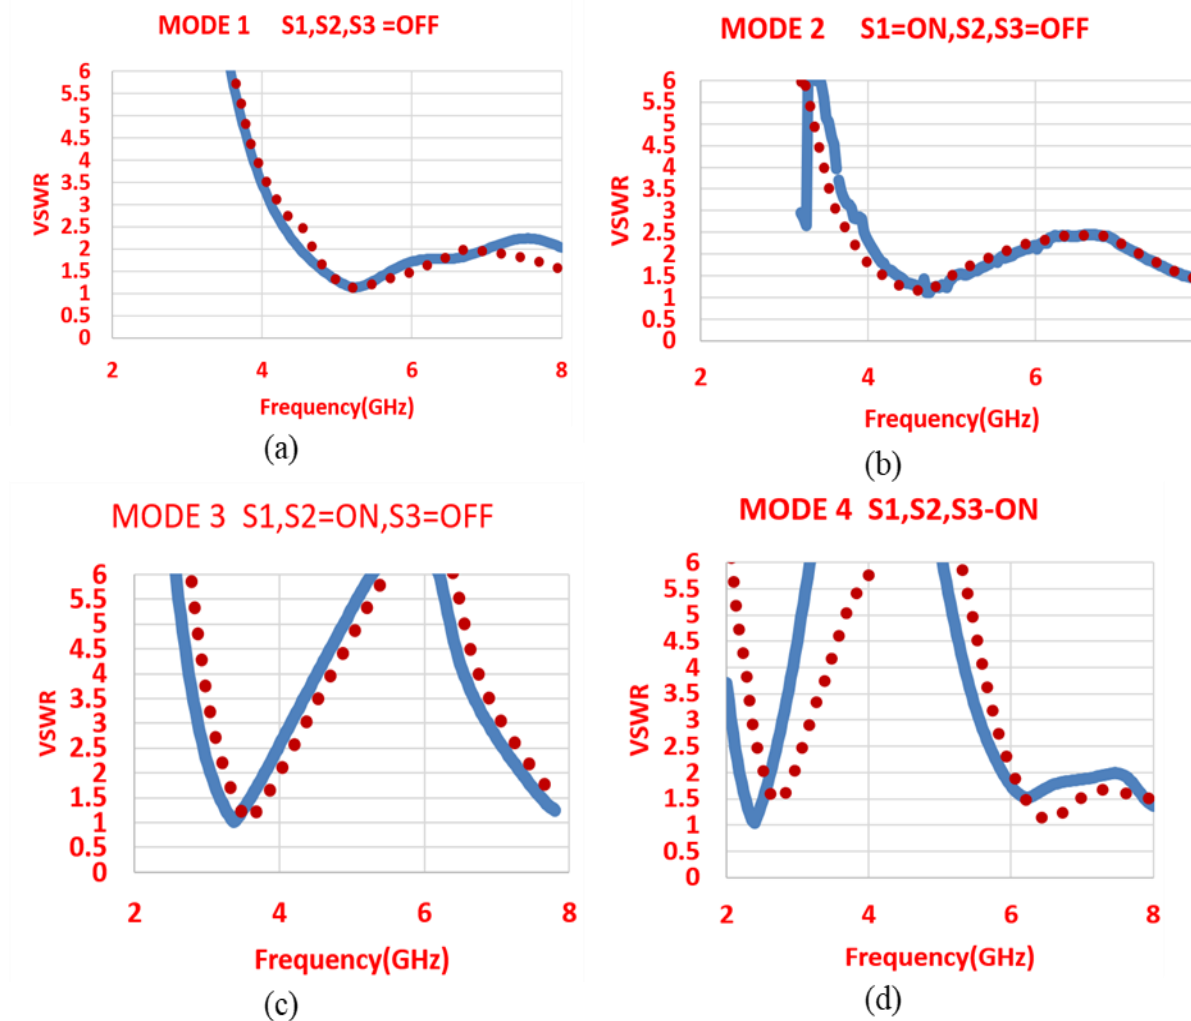 MODE 1 S1,S2,S3 =OFF
6
5.5
5
4.5
4
3.5
3
2.5
2
1.5
1
0.5
0
VSWR
2 4 6 8
Frequency(GHz)
(a)
MODE 2 S1=ON,S2,S3=OFF
6
5.5
5
4.5
4
3.5
3
2.5
2
1.5
1
0.5
0
VSWR
2 4 6
Frequency(GHz)
(b)
MODE 3 S1,S2=ON,S3=OFF
6
5.5
5
4.5
4
3.5
3
2.5
2
1.5
1
0.5
0
VSWR
2 4 6 8
Frequency(GHz)
(c)
MODE 4 S1,S2,S3-ON
6
5.5
5
4.5
4
3.5
3
2.5
2
1.5
1
0.5
0
VSWR
2 4 6 8
Frequency(GHz)
(d)